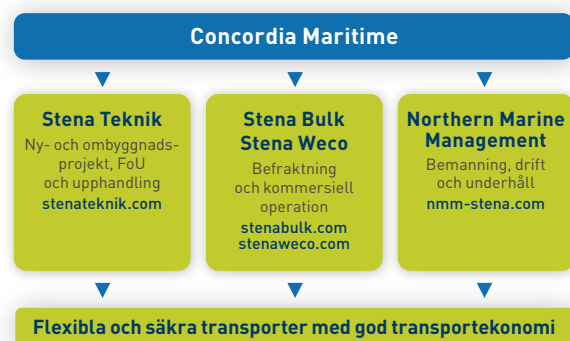 Concordia Maritime
Stena Teknik
Ny- och ombyggnads-
projekt, FoU
och upphandling
stenateknik.com
Stena Bulk
Stena Weco
Befraktning
och kommersiell
operation
stenabulk.com
stenaweco.com
Northern Marine
Management
Bemanning, drift
och underhåll
nmm-stena.com
Flexibla och säkra transporter med god transportekonomi